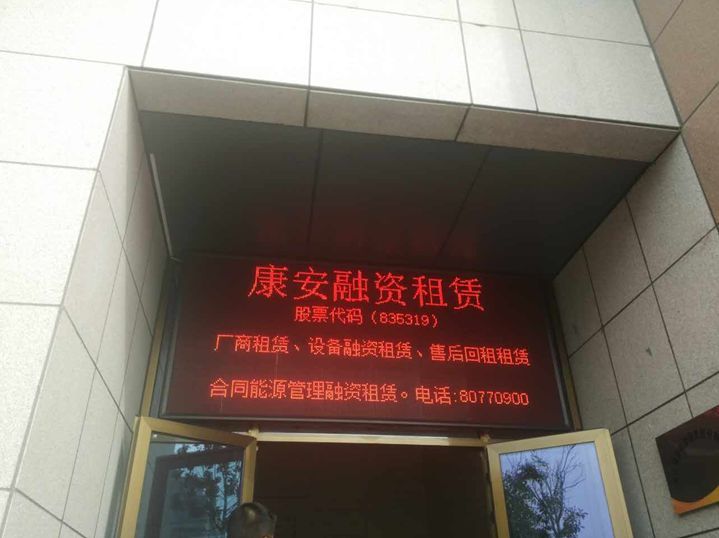 康安融资租赁
股票代码（835319）
厂商租赁、设备融资租赁、售后回租租赁
合同能源管理融资租赁。电话:80770900